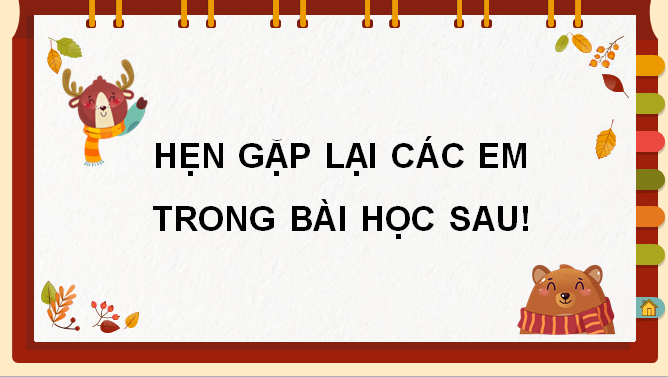 HẸN GẶP LẠI CÁC EM
TRONG BÀI HỌC SAU!